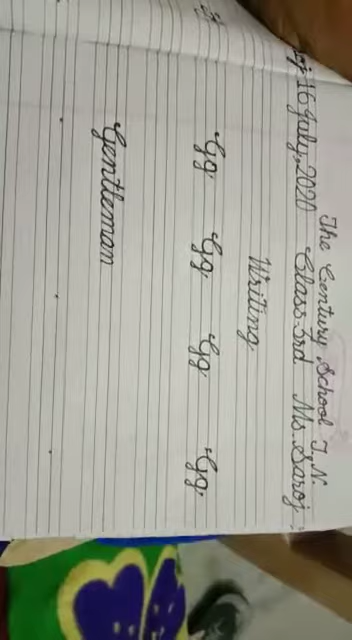 The Century School T.N.
16 July, 2020 Class 3rd Ms. Saroj
Writing
Gg Gg Gg Gg
Gentleman